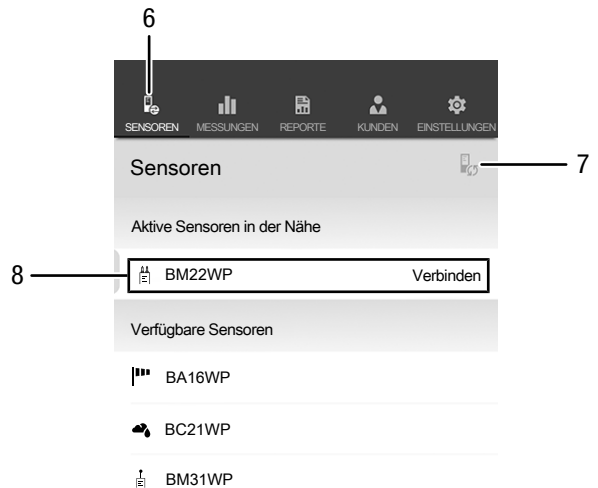 6
SENSOREN MESSUNGEN REPORTE KUNDEN EINSTELLUNGEN
Sensoren
7
Aktive Sensoren in der Nähe
8
BM22WP Verbinden
Verfügbare Sensoren
BA16WP
BC21WP
BM31WP